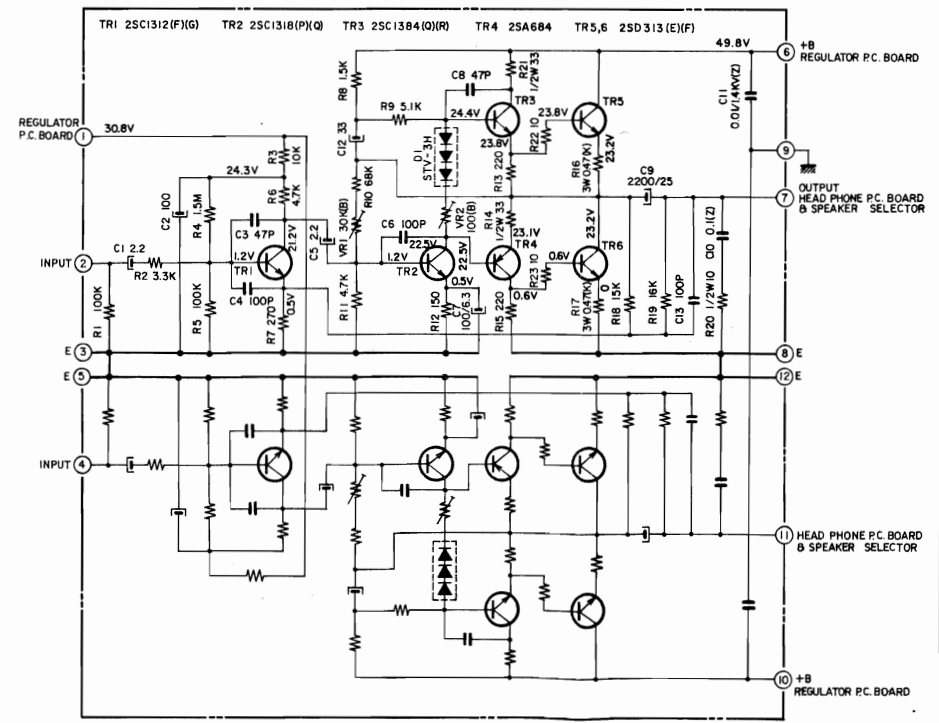 TR1 2SC1312(F)(G) TR2 2SC1318(P)(Q) TR3 2SC1384(Q)(R) TR4 2SA684 TR5,6 2SD313(E)(F)
49.8V
6 +B
REGULATOR P.C. BOARD
R8 1.5K
C8 47P
R21
1/2W 33
C11
0.01/1.4KV(Z)
R9 5.1K
24.4V
TR3
23.8V
TR5
REGULATOR
P.C. BOARD 1
30.8V
C12 33
D1
STV-3H
23.8V
R22 10
23.2V
9
R3
10K
24.3V
R6
4.7K
R10 68K
R13 220
R16
3W 0.47(K)
C9
2200/25
7 OUTPUT
HEAD PHONE P.C. BOARD
& SPEAKER SELECTOR
C2 100
R4 1.5M
C3 47P
21.2V
C5 2.2
VR1 30K(B)
C6 100P
VR2
100(B)
R14
1/2W 33
23.2V
C10 0.1(Z)
22.5V
22.5V
23.1V
TR4
TR6
C1 2.2
INPUT 2
R2 3.3K
1.2V
TR1
1.2V
TR2
R23 10
0.6V
R1 100K
R5 100K
C4 100P
R7 270
0.5V
R11 4.7K
0.5V
R12 150
C7
100/6.3
0.6V
R15 220
R17
3W 0.47(K)
0
R18 15K
R19 16K
C13 100P
R20 1/2W 10
E 3
8 E
E 5
12 E
INPUT 4
11 HEAD PHONE P.C. BOARD
& SPEAKER SELECTOR
10 +B
REGULATOR P.C. BOARD